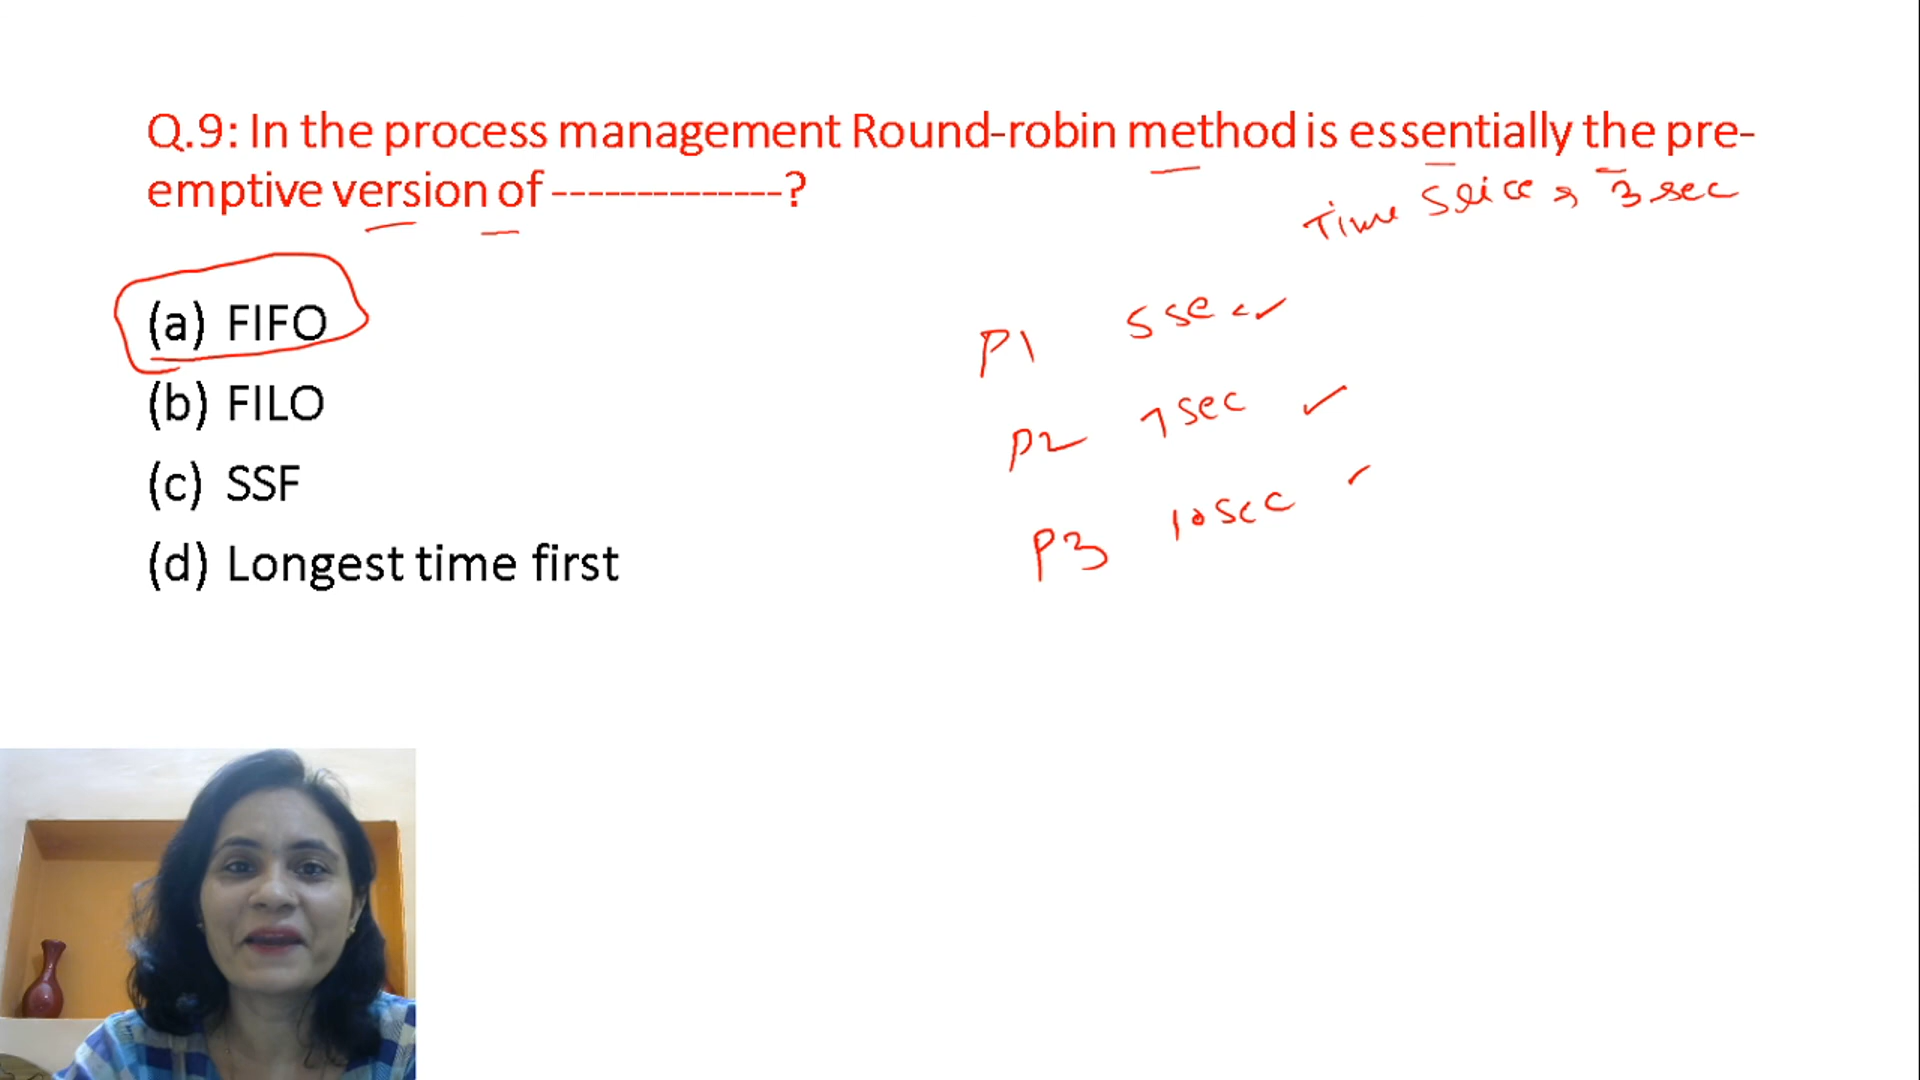 Q.9: In the process management Round-robin method is essentially the pre-
emptive version of --------------?
Time Slice → 3 sec
(a) FIFO
P1 5 sec
(b) FILO
P2 7 sec
(c) SSF
P3 10 sec
(d) Longest time first